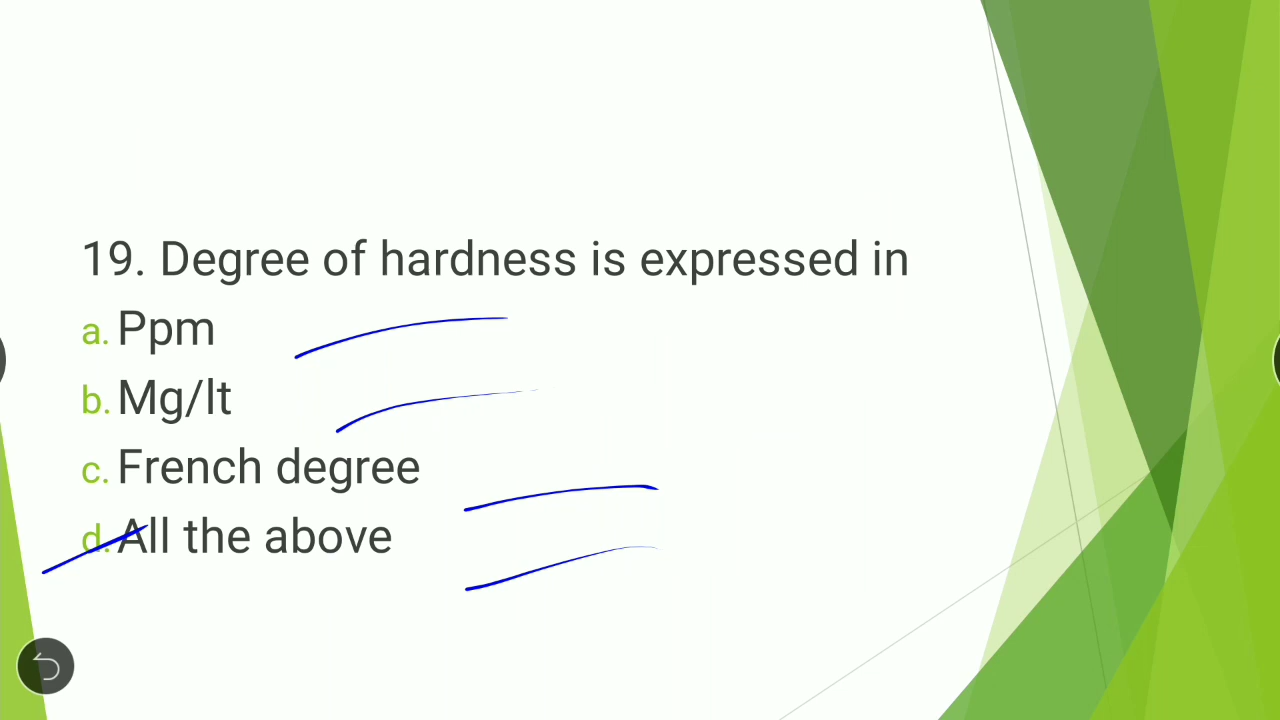 19. Degree of hardness is expressed in
a. Ppm
b. Mg/lt
c. French degree
d. All the above